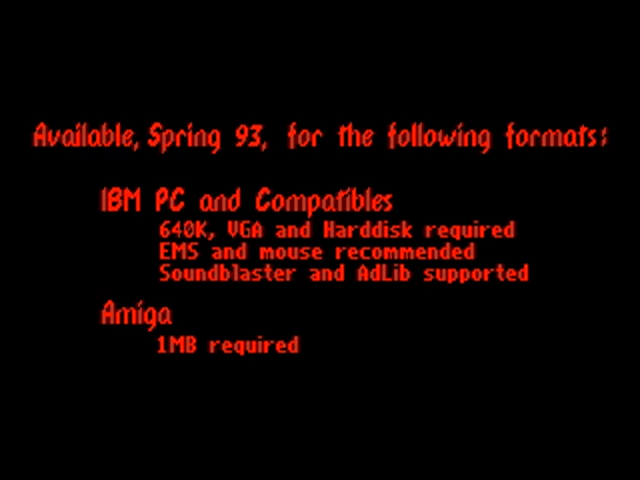 Available, Spring 93, for the following formats:
IBM PC and Compatibles
640K, VGA and Harddisk required
EMS and mouse recommended
Soundblaster and AdLib supported
Amiga
1MB required